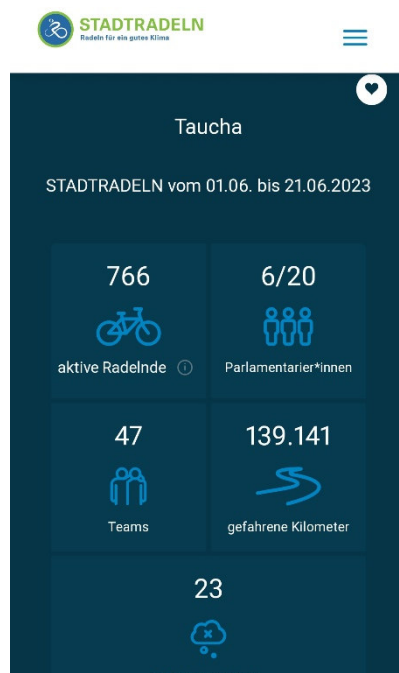 STADTRADELN
Radeln für ein gutes Klima
Taucha
STADTRADELN vom 01.06. bis 21.06.2023
766
aktive Radelnde
6/20
Parlamentarier*innen
47
Teams
139.141
gefahrene Kilometer
23